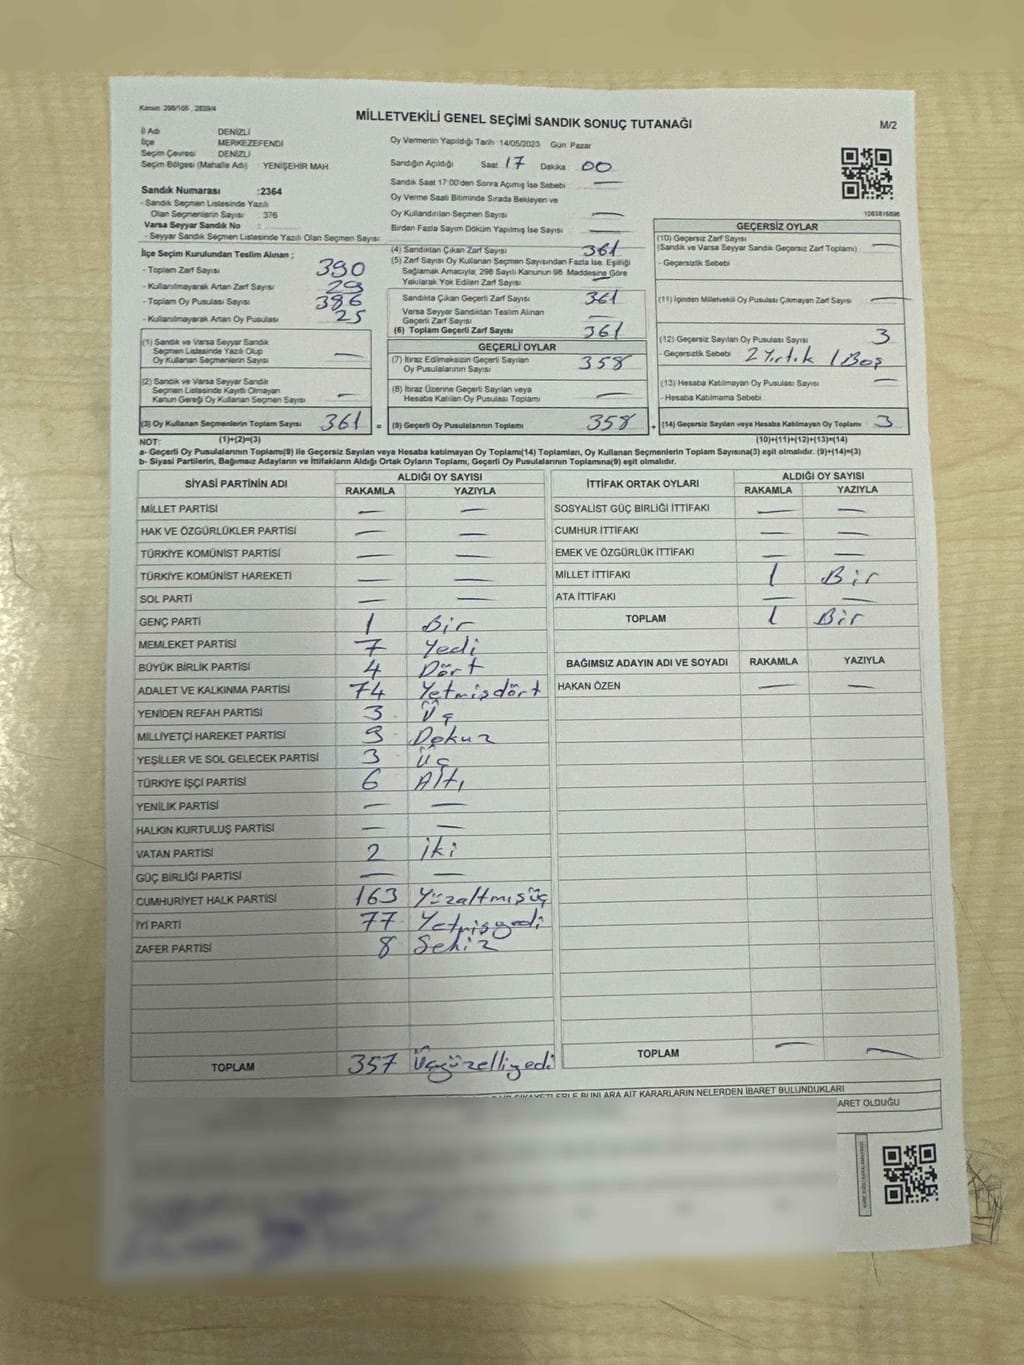 Kanun: 298/105 , 2839/4
MİLLETVEKİLİ GENEL SEÇİMİ SANDIK SONUÇ TUTANAĞI
M/2
İl Adı DENİZLİ
İlçe MERKEZEFENDİ
Seçim Çevresi DENİZLİ
Seçim Bölgesi (Mahalle Adı) : YENİŞEHİR MAH.
Sandık Numarası :2364
- Sandık Seçmen Listesinde Yazılı
Olan Seçmenlerin Sayısı : 376
Varsa Seyyar Sandık No :
- Seyyar Sandık Seçmen Listesinde Yazılı Olan Seçmen Sayısı
Oy Vermenin Yapıldığı Tarih 14/05/2023 Gün: Pazar
Sandığın Açıldığı Saat: 17 Dakika: 00
Sandık Saat 17:00'den Sonra Açımış İse Sebebi : —
Oy Verme Saati Bitiminde Sırada Bekleyen ve
Oy Kullandırılan Seçmen Sayısı : —
Birden Fazla Sayım Döküm Yapılmış İse Sayısı : —
1063816896
İlçe Seçim Kurulundan Teslim Alınan ;
- Toplam Zarf Sayısı : 390
- Kullanılmayarak Artan Zarf Sayısı : 29
- Toplam Oy Pusulası Sayısı : 386
- Kullanılmayarak Artan Oy Pusulası : 25
(1) Sandık ve Varsa Seyyar Sandık
Seçmen Listesinde Yazılı Olup
Oy Kullanan Seçmenlerin Sayısı : —
(2) Sandık ve Varsa Seyyar Sandık
Seçmen Listesinde Kayıtlı Olmayan
Kanun Gereği Oy Kullanan Seçmen Sayısı : —
(3) Oy Kullanan Seçmenlerin Toplam Sayısı : 361 =
(4) Sandıktan Çıkan Zarf Sayısı : 361
(5) Zarf Sayısı Oy Kullanan Seçmen Sayısından Fazla İse, Eşitliği
Sağlamak Amacıyla; 298 Sayılı Kanunun 98. Maddesine Göre
Yakılarak Yok Edilen Zarf Sayısı : —
Sandıkta Çıkan Geçerli Zarf Sayısı : 361
Varsa Seyyar Sandıktan Teslim Alınan
Geçerli Zarf Sayısı : —
(6) Toplam Geçerli Zarf Sayısı : 361
GEÇERLİ OYLAR
(7) İtiraz Edilmeksizin Geçerli Sayılan
Oy Pusulalarının Sayısı : 358
(8) İtiraz Üzerine Geçerli Sayılan veya
Hesaba Katılan Oy Pusulası Toplamı : —
(9) Geçerli Oy Pusulalarının Toplamı : 358 +
GEÇERSİZ OYLAR
(10) Geçersiz Zarf Sayısı
(Sandık ve Varsa Seyyar Sandık Geçersiz Zarf Toplamı) : —
- Geçersizlik Sebebi
(11) İçinden Milletvekili Oy Pusulası Çıkmayan Zarf Sayısı : —
(12) Geçersiz Sayılan Oy Pusulası Sayısı : 3
- Geçersizlik Sebebi 2 Yırtık 1 Boş
(13) Hesaba Katılmayan Oy Pusulası Sayısı : —
- Hesaba Katılmama Sebebi
(14) Geçersiz Sayılan veya Hesaba Katılmayan Oy Toplamı : 3
NOT: (1)+(2)=(3) (10)+(11)+(12)+(13)=(14)
a- Geçerli Oy Pusulalarının Toplamı(9) ile Geçersiz Sayılan veya Hesaba Katılmayan Oy Toplamı(14) Toplamları, Oy Kullanan Seçmenlerin Toplam Sayısına(3) eşit olmalıdır. (9)+(14)=(3)
b- Siyasi Partilerin, Bağımsız Adayların ve İttifakların Aldığı Ortak Oyların Toplamı, Geçerli Oy Pusulalarının Toplamına(9) eşit olmalıdır.
SİYASİ PARTİNİN ADI ALDIĞI OY SAYISI
RAKAMLA YAZIYLA
MİLLET PARTİSİ — —
HAK VE ÖZGÜRLÜKLER PARTİSİ — —
TÜRKİYE KOMÜNİST PARTİSİ — —
TÜRKİYE KOMÜNİST HAREKETİ — —
SOL PARTİ — —
GENÇ PARTİ 1 Bir
MEMLEKET PARTİSİ 7 Yedi
BÜYÜK BİRLİK PARTİSİ 4 Dört
ADALET VE KALKINMA PARTİSİ 74 Yetmişdört
YENİDEN REFAH PARTİSİ 3 Üç
MİLLİYETÇİ HAREKET PARTİSİ 9 Dokuz
YEŞİLLER VE SOL GELECEK PARTİSİ 3 Üç
TÜRKİYE İŞÇİ PARTİSİ 6 Altı
YENİLİK PARTİSİ — —
HALKIN KURTULUŞ PARTİSİ — —
VATAN PARTİSİ 2 İki
GÜÇ BİRLİĞİ PARTİSİ — —
CUMHURİYET HALK PARTİSİ 163 Yüzaltmışüç
İYİ PARTİ 77 Yetmişyedi
ZAFER PARTİSİ 8 Sekiz
TOPLAM 357 Üçyüzelliyedi
İTTİFAK ORTAK OYLARI ALDIĞI OY SAYISI
RAKAMLA YAZIYLA
SOSYALİST GÜÇ BİRLİĞİ İTTİFAKI — —
CUMHUR İTTİFAKI — —
EMEK VE ÖZGÜRLÜK İTTİFAKI — —
MİLLET İTTİFAKI 1 Bir
ATA İTTİFAKI — —
TOPLAM 1 Bir
BAĞIMSIZ ADAYIN ADI VE SOYADI RAKAMLA YAZIYLA
HAKAN ÖZEN — —
TOPLAM — —
BUNLARA AİT KARARLARIN NELERDEN İBARET BULUNDUKLARI
OLDUĞU